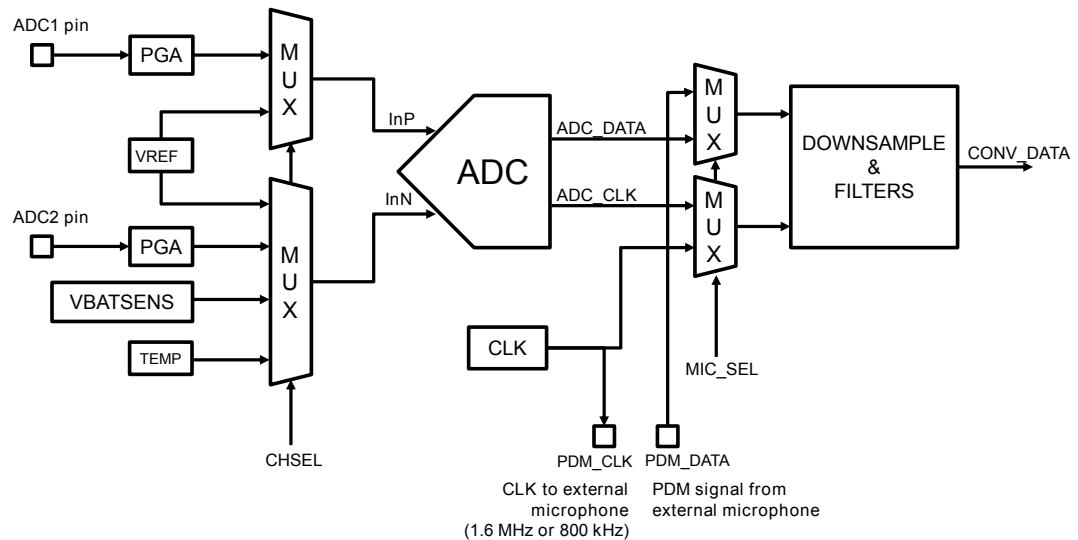 ADC1 pin
PGA
M
U
X
VREF
ADC2 pin
PGA
VBATSENS
TEMP
M
U
X
CHSEL
InP
InN
ADC
ADC_DATA
ADC_CLK
CLK
M
U
X
M
U
X
MIC_SEL
PDM_CLK
CLK to external
microphone
(1.6 MHz or 800 kHz)
PDM_DATA
PDM signal from
external microphone
DOWNSAMPLE
&
FILTERS
CONV_DATA